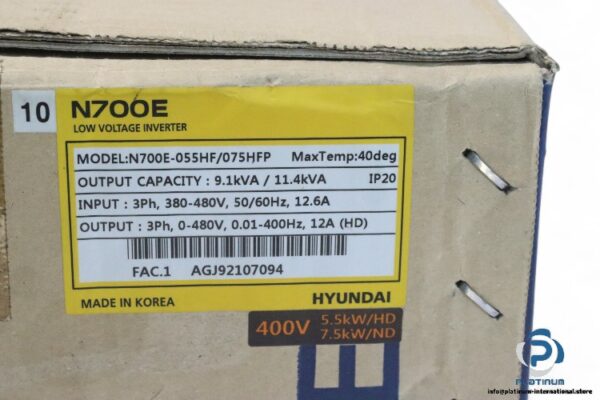 10
N700E
LOW VOLTAGE INVERTER
MODEL:N700E-055HF/075HFP MaxTemp:40deg
OUTPUT CAPACITY : 9.1kVA / 11.4kVA IP20
INPUT : 3Ph, 380-480V, 50/60Hz, 12.6A
OUTPUT : 3Ph, 0-480V, 0.01-400Hz, 12A (HD)
FAC.1 AGJ92107094
MADE IN KOREA HYUNDAI
400V 5.5kW/HD
7.5kW/ND
PLATINUM
info@platinum-international.store